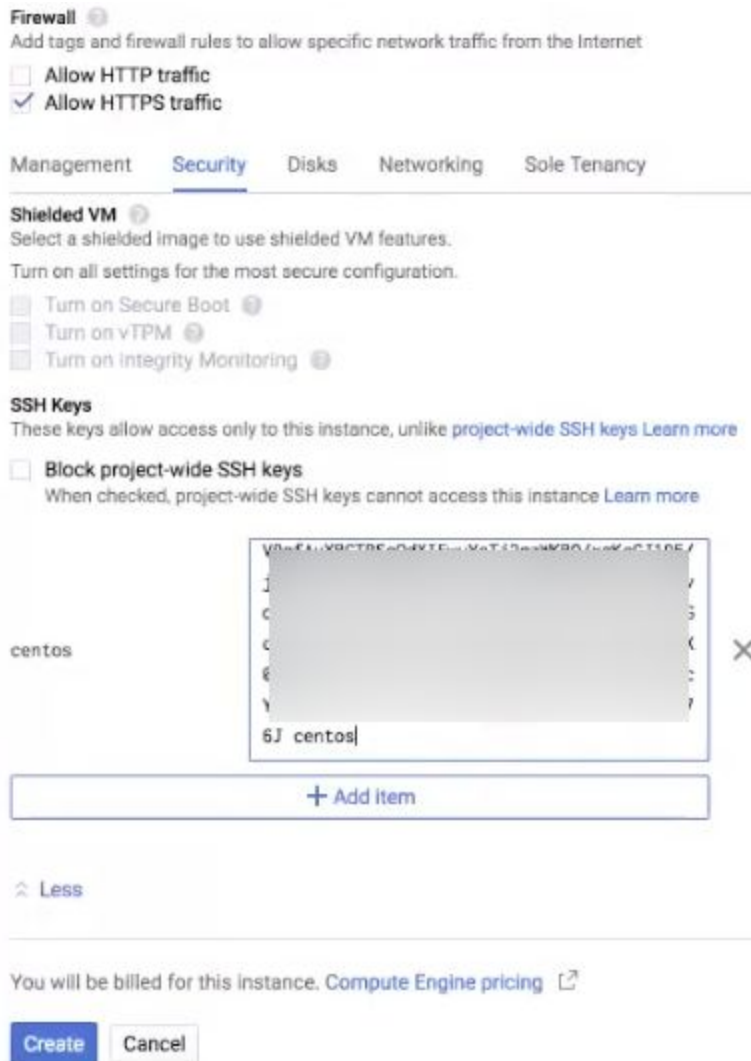 Firewall
Add tags and firewall rules to allow specific network traffic from the Internet
Allow HTTP traffic
Allow HTTPS traffic
Management Security Disks Networking Sole Tenancy
Shielded VM
Select a shielded image to use shielded VM features.
Turn on all settings for the most secure configuration.
Turn on Secure Boot
Turn on vTPM
Turn on Integrity Monitoring
SSH Keys
These keys allow access only to this instance, unlike project-wide SSH keys Learn more
Block project-wide SSH keys
When checked, project-wide SSH keys cannot access this instance Learn more
centos
6J centos
+ Add item
Less
You will be billed for this instance. Compute Engine pricing
Create Cancel